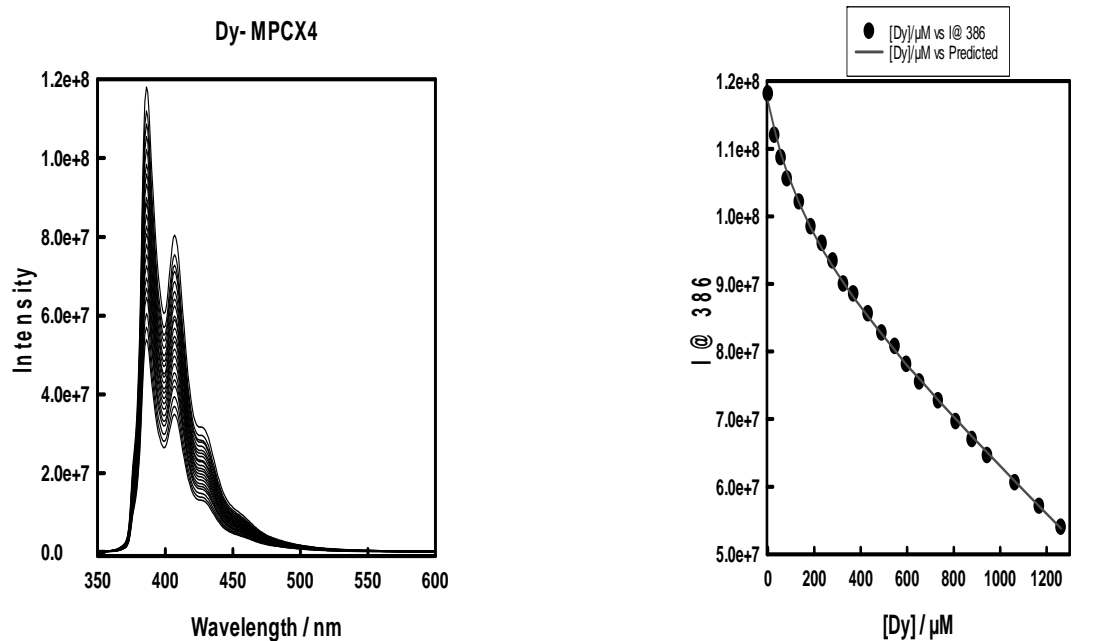 Dy- MPCX4
Intensity
1.2e+8
1.0e+8
8.0e+7
6.0e+7
4.0e+7
2.0e+7
0.0
350 400 450 500 550 600
Wavelength / nm
[Dy]/µM vs I@ 386
[Dy]/µM vs Predicted
I @ 386
1.2e+8
1.1e+8
1.0e+8
9.0e+7
8.0e+7
7.0e+7
6.0e+7
5.0e+7
0 200 400 600 800 1000 1200
[Dy] / µM